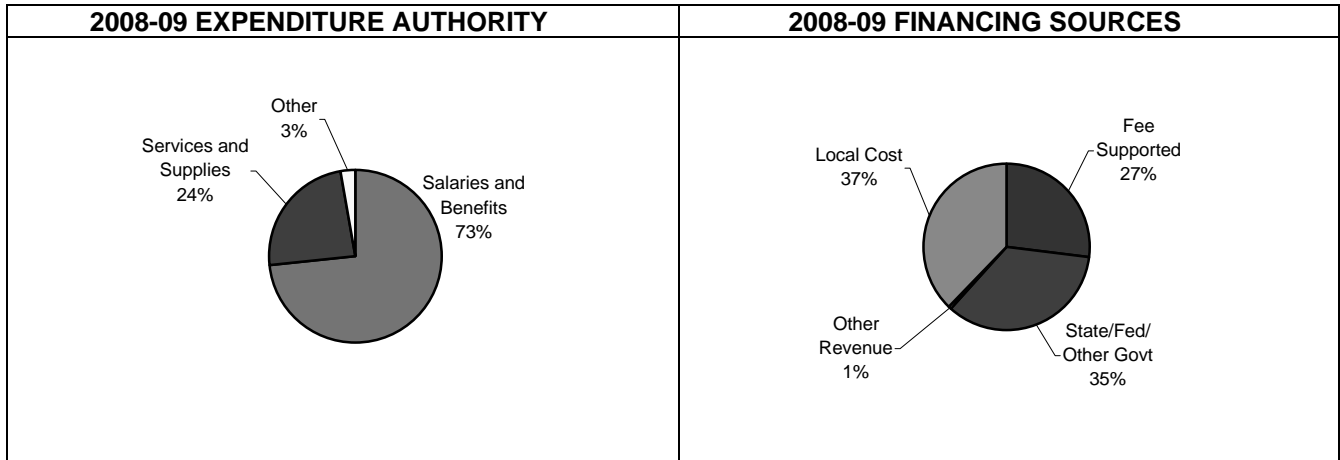 2008-09 EXPENDITURE AUTHORITY
Other
3%
Services and
Supplies
24%
Salaries and
Benefits
73%
2008-09 FINANCING SOURCES
Fee
Supported
27%
Local Cost
37%
Other
Revenue
1%
State/Fed/
Other Govt
35%